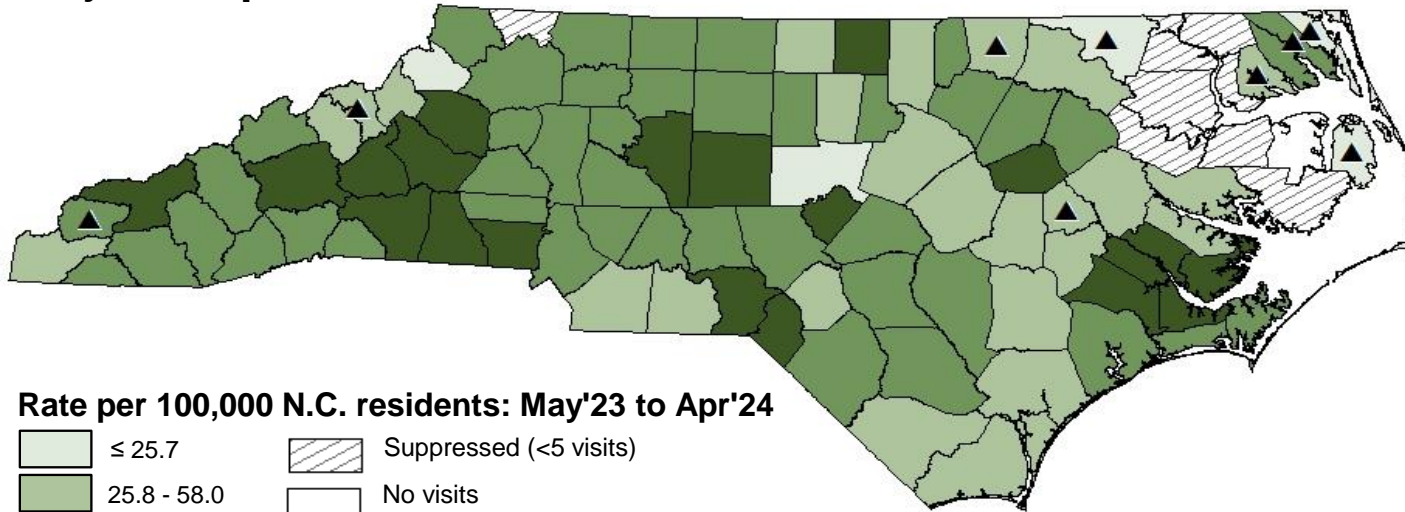 Rate per 100,000 N.C. residents: May'23 to Apr'24
≤ 25.7
Suppressed (<5 visits)
25.8 - 58.0
No visits